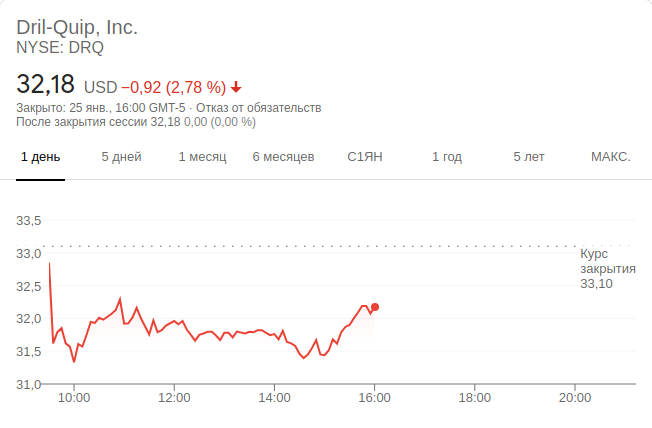 Dril-Quip, Inc.
NYSE: DRQ
32,18 USD −0,92 (2,78 %)
Закрыто: 25 янв., 16:00 GMT-5 · Отказ от обязательств
После закрытия сессии 32,18 0,00 (0,00 %)
1 день 5 дней 1 месяц 6 месяцев С1ЯН 1 год 5 лет МАКС.
33,5
33,0
32,5
32,0
31,5
31,0
Курс
закрытия
33,10
10:00 12:00 14:00 16:00 18:00 20:00